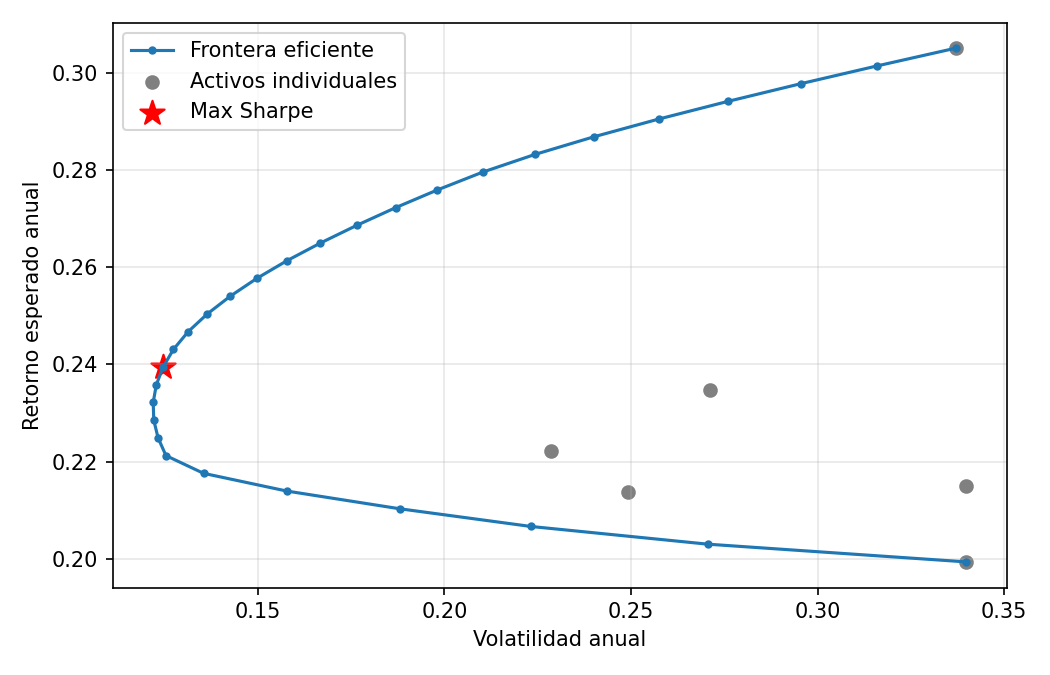 Frontera eficiente
Activos individuales
Max Sharpe
Retorno esperado anual
0.30
0.28
0.26
0.24
0.22
0.20
0.15
0.20
0.25
0.30
0.35
Volatilidad anual